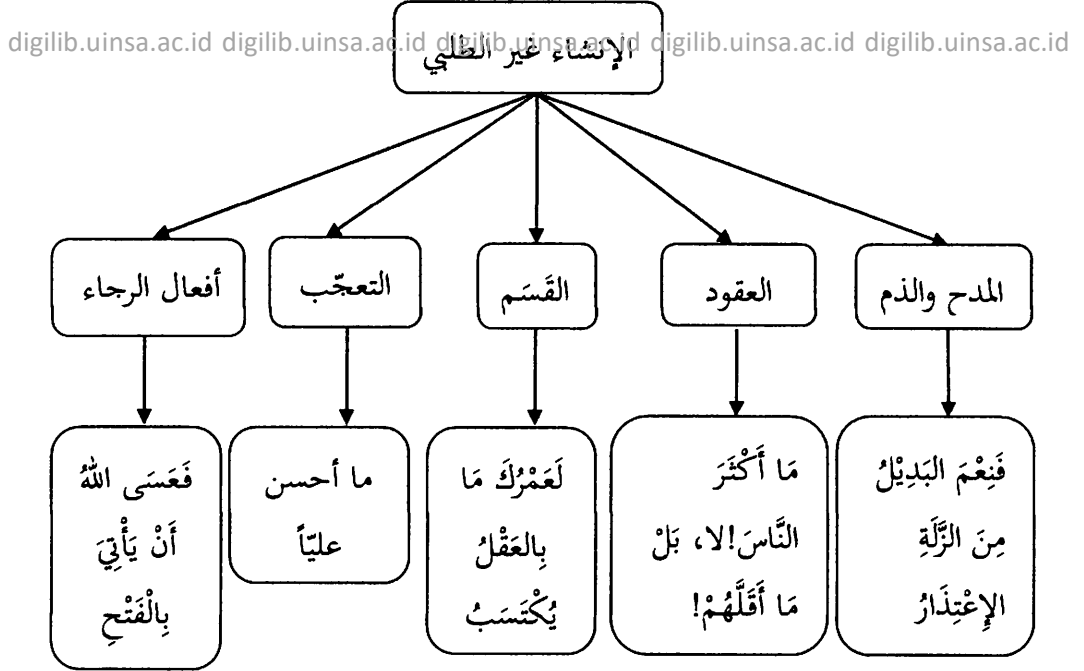 digilib.uinsa.ac.id digilib.uinsa.ac.id digilib.uinsa.ac.id digilib.uinsa.ac.id digilib.uinsa.ac.id
الإنشاء غير الطلبي
المدح والذم
العقود
القَسَم
التعجّب
أفعال الرجاء
فَنِعْمَ البَدِيْلُ
مِنَ الزَّلَةِ
الإِعْتِذَارُ
مَا أَكْثَرَ
النَّاسَ!لا، بَلْ
مَا أَقَلَّهُمْ!
لَعَمْرُكَ مَا
بِالعَقْلُ
يُكْتَسَبُ
ما أحسن
عليّاً
فَعَسَى اللهُ
أَنْ يَأْتِيَ
بِالْفَتْحِ